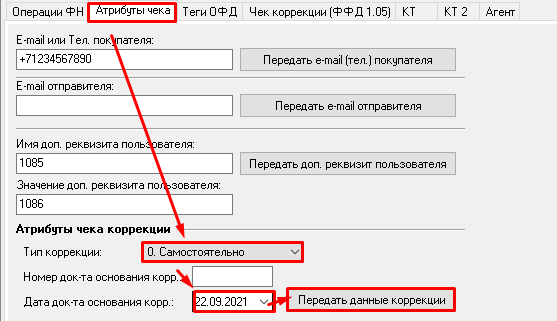 Операции ФН Атрибуты чека Теги ОФД Чек коррекции (ФФД 1.05) КТ КТ 2 Агент
E-mail или Тел. покупателя:
+71234567890 Передать e-mail (тел.) покупателя
E-mail отправителя:
Передать e-mail отправителя
Имя доп. реквизита пользователя:
1085 Передать доп. реквизит пользователя
Значение доп. реквизита пользователя:
1086
Атрибуты чека коррекции
Тип коррекции: 0. Самостоятельно
Номер док-та основания корр.:
Дата док-та основания корр.: 22.09.2021 Передать данные коррекции